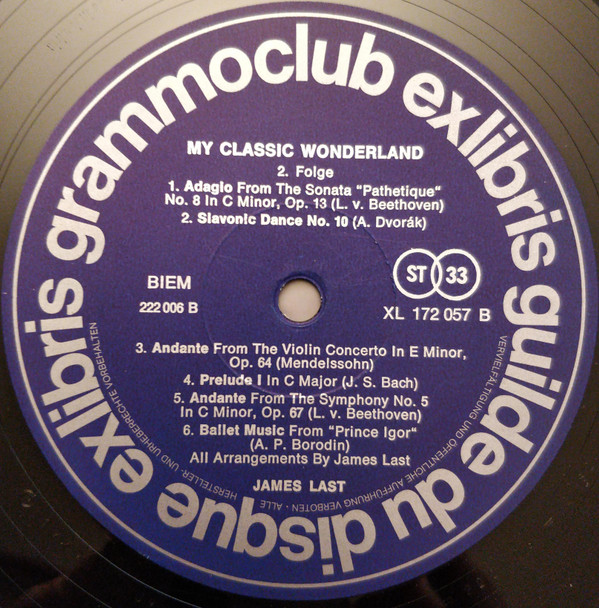 ex libris grammoclub exlibris guilde du disque
MY CLASSIC WONDERLAND
2. Folge
1. Adagio From The Sonata "Pathetique"
No. 8 In C Minor, Op. 13 (L. v. Beethoven)
2. Slavonic Dance No. 10 (A. Dvorák)
BIEM
222 006 B
ST 33
XL 172 057 B
3. Andante From The Violin Concerto In E Minor,
Op. 64 (Mendelssohn)
4. Prelude I In C Major (J. S. Bach)
5. Andante From The Symphony No. 5
In C Minor, Op. 67 (L. v. Beethoven)
6. Ballet Music From "Prince Igor"
(A. P. Borodin)
All Arrangements By James Last
JAMES LAST
VERVIELFÄLTIGUNG UND ÖFFENTLICHE AUFFÜHRUNG VERBOTEN · ALLE HERSTELLER- UND URHEBERRECHTE VORBEHALTEN